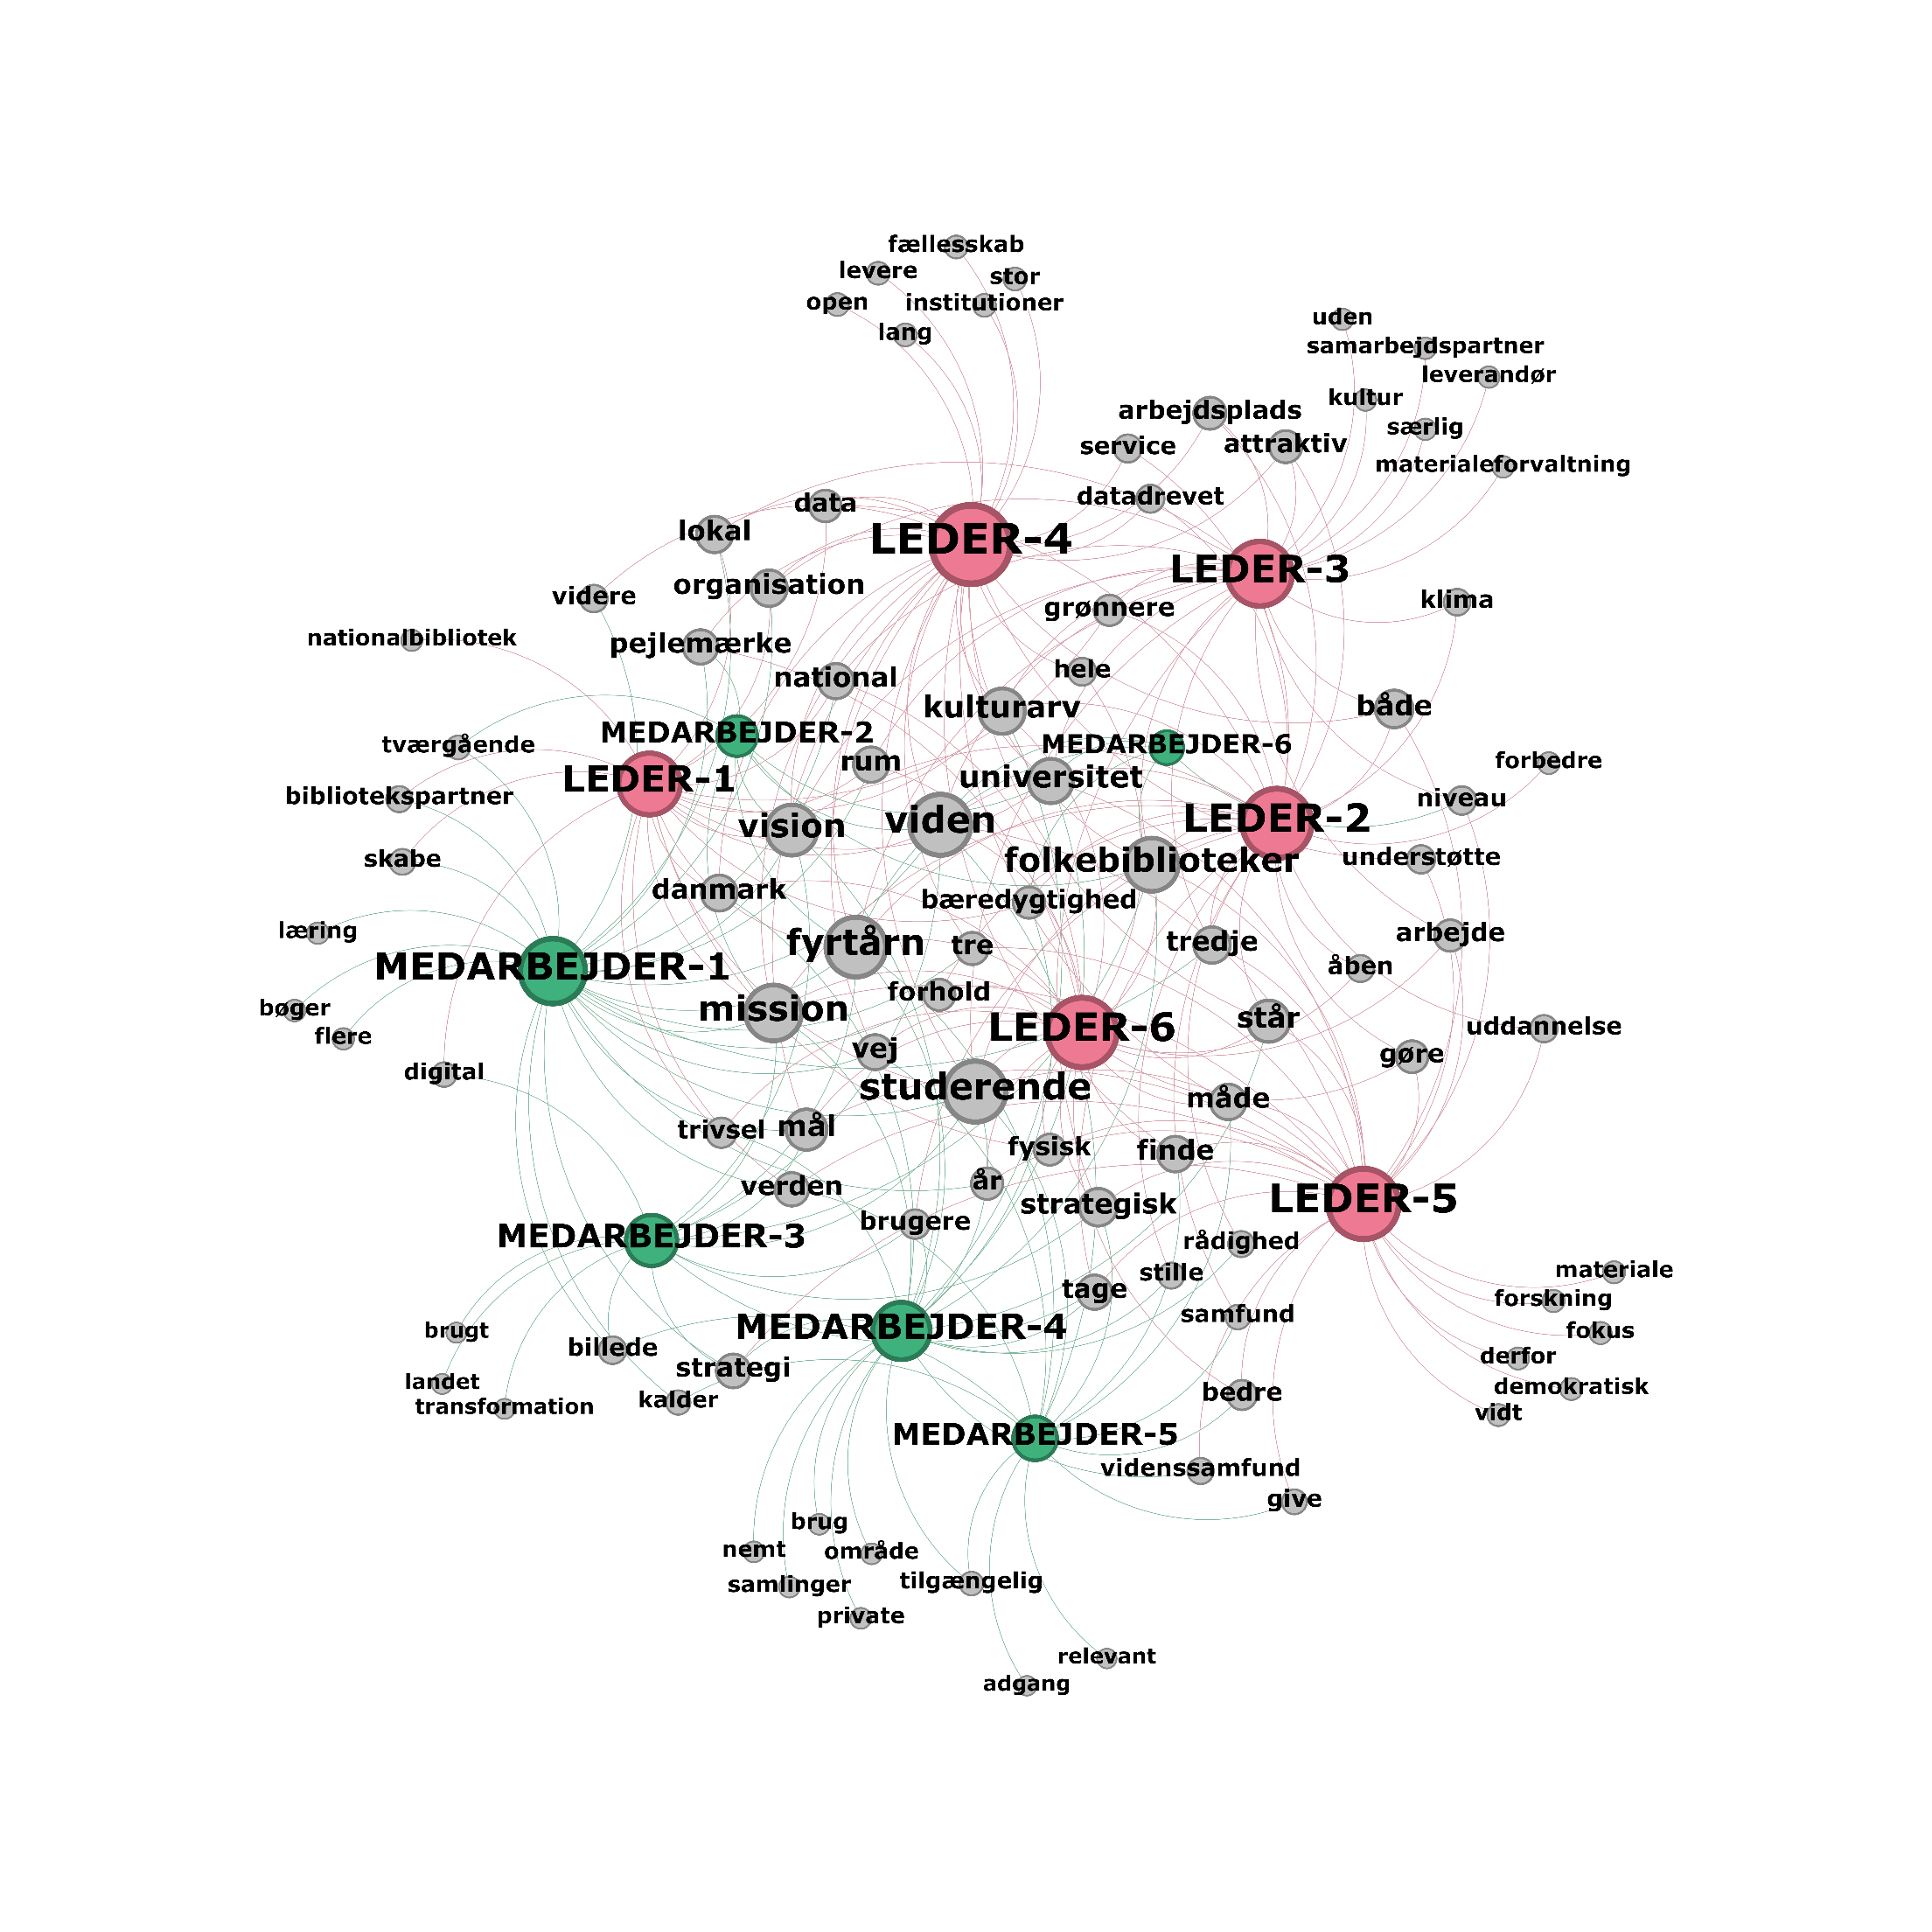 fællesskab
levere
stor
open
institutioner
lang
uden
samarbejdspartner
leverandør
kultur
arbejdsplads
særlig
service
attraktiv
materialeforvaltning
datadrevet
data
lokal
LEDER-4
LEDER-3
organisation
videre
grønnere
klima
nationalbibliotek
pejlemærke
hele
national
kulturarv
både
MEDARBEJDER-2
tværgående
MEDARBEJDER-6
rum
forbedre
LEDER-1
universitet
bibliotekspartner
niveau
vision
viden
LEDER-2
skabe
folkebiblioteker
understøtte
danmark
bæredygtighed
læring
arbejde
fyrtårn
tre
tredje
MEDARBEJDER-1
åben
forhold
bøger
mission
flere
LEDER-6
står
uddannelse
vej
gøre
digital
studerende
måde
trivsel
mål
fysisk
finde
verden
år
strategisk
LEDER-5
brugere
MEDARBEJDER-3
rådighed
stille
materiale
tage
forskning
samfund
brugt
MEDARBEJDER-4
fokus
billede
derfor
strategi
landet
demokratisk
kalder
bedre
transformation
vidt
MEDARBEJDER-5
videnssamfund
give
brug
nemt
område
samlinger
tilgængelig
private
relevant
adgang